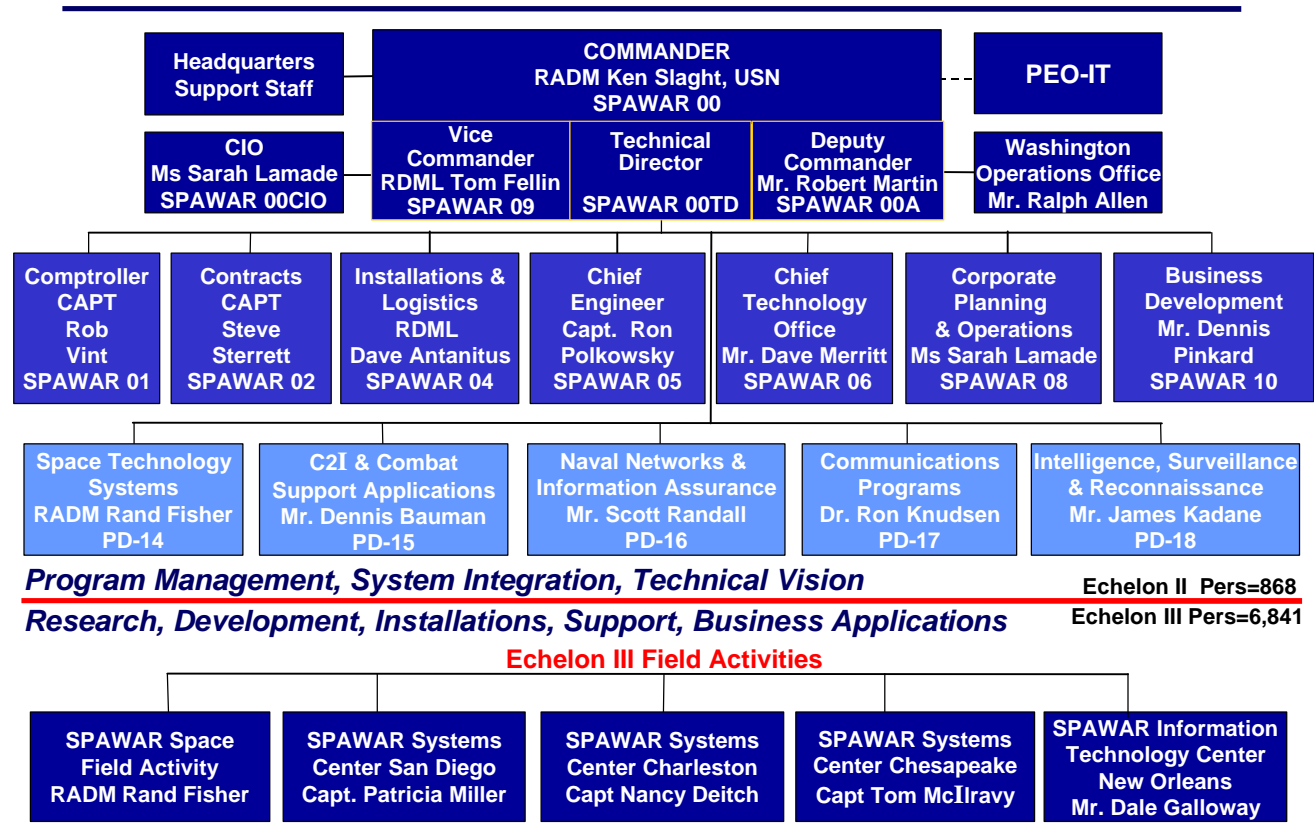 Headquarters
Support Staff
COMMANDER
RADM Ken Slaght, USN
SPAWAR 00
PEO-IT
CIO
Ms Sarah Lamade
SPAWAR 00CIO
Vice
Commander
RDML Tom Fellin
SPAWAR 09
Technical
Director
SPAWAR 00TD
Deputy
Commander
Mr. Robert Martin
SPAWAR 00A
Washington
Operations Office
Mr. Ralph Allen
Comptroller
CAPT
Rob
Vint
SPAWAR 01
Contracts
CAPT
Steve
Sterrett
SPAWAR 02
Installations &
Logistics
RDML
Dave Antanitus
SPAWAR 04
Chief
Engineer
Capt. Ron
Polkowsky
SPAWAR 05
Chief
Technology
Office
Mr. Dave Merritt
SPAWAR 06
Corporate
Planning
& Operations
Ms Sarah Lamade
SPAWAR 08
Business
Development
Mr. Dennis
Pinkard
SPAWAR 10
Space Technology
Systems
RADM Rand Fisher
PD-14
C2I & Combat
Support Applications
Mr. Dennis Bauman
PD-15
Naval Networks &
Information Assurance
Mr. Scott Randall
PD-16
Communications
Programs
Dr. Ron Knudsen
PD-17
Intelligence, Surveillance
& Reconnaissance
Mr. James Kadane
PD-18
Program Management, System Integration, Technical Vision
Echelon II Pers=868
Research, Development, Installations, Support, Business Applications
Echelon III Pers=6,841
Echelon III Field Activities
SPAWAR Space
Field Activity
RADM Rand Fisher
SPAWAR Systems
Center San Diego
Capt. Patricia Miller
SPAWAR Systems
Center Charleston
Capt Nancy Deitch
SPAWAR Systems
Center Chesapeake
Capt Tom McIlravy
SPAWAR Information
Technology Center
New Orleans
Mr. Dale Galloway